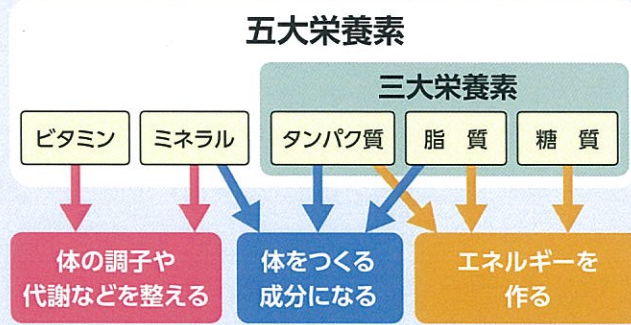 五大栄養素
三大栄養素
ビタミン
ミネラル
タンパク質
脂　質
糖　質
体の調子や
代謝などを整える
体をつくる
成分になる
エネルギーを
作る